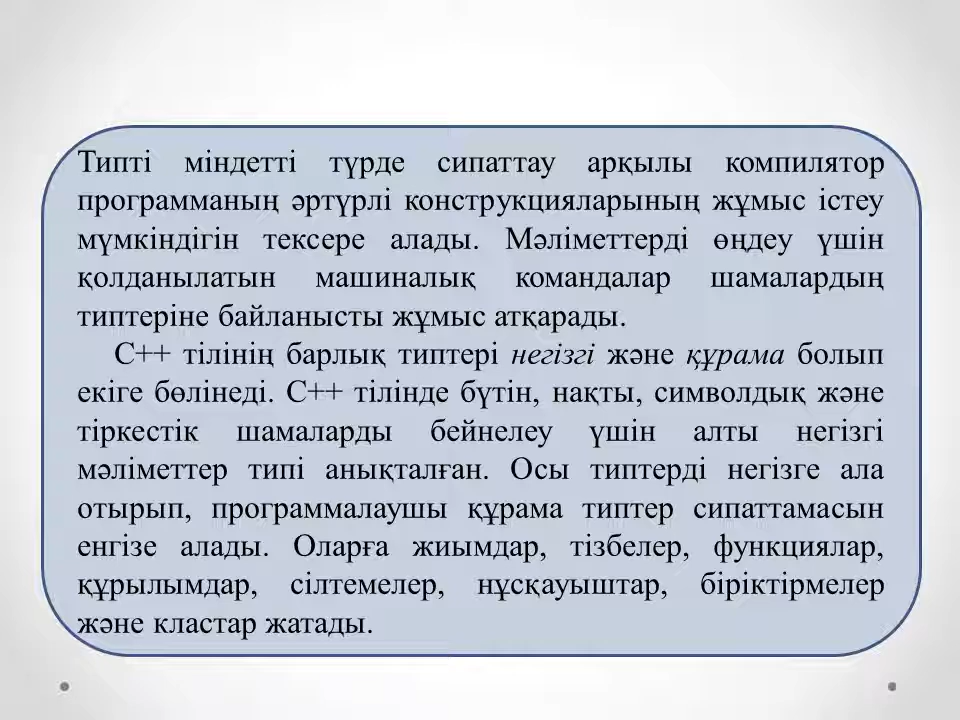 Типті міндетті түрде сипаттау арқылы компилятор
программаның әртүрлі конструкцияларының жұмыс істеу
мүмкіндігін тексере алады. Мәліметтерді өңдеу үшін
қолданылатын машиналық командалар шамалардың
типтеріне байланысты жұмыс атқарады.
С++ тілінің барлық типтері негізгі және құрама болып
екіге бөлінеді. С++ тілінде бүтін, нақты, символдық және
тіркестік шамаларды бейнелеу үшін алты негізгі
мәліметтер типі анықталған. Осы типтерді негізге ала
отырып, программалаушы құрама типтер сипаттамасын
енгізе алады. Оларға жиымдар, тізбелер, функциялар,
құрылымдар, сілтемелер, нұсқауыштар, біріктірмелер
және кластар жатады.